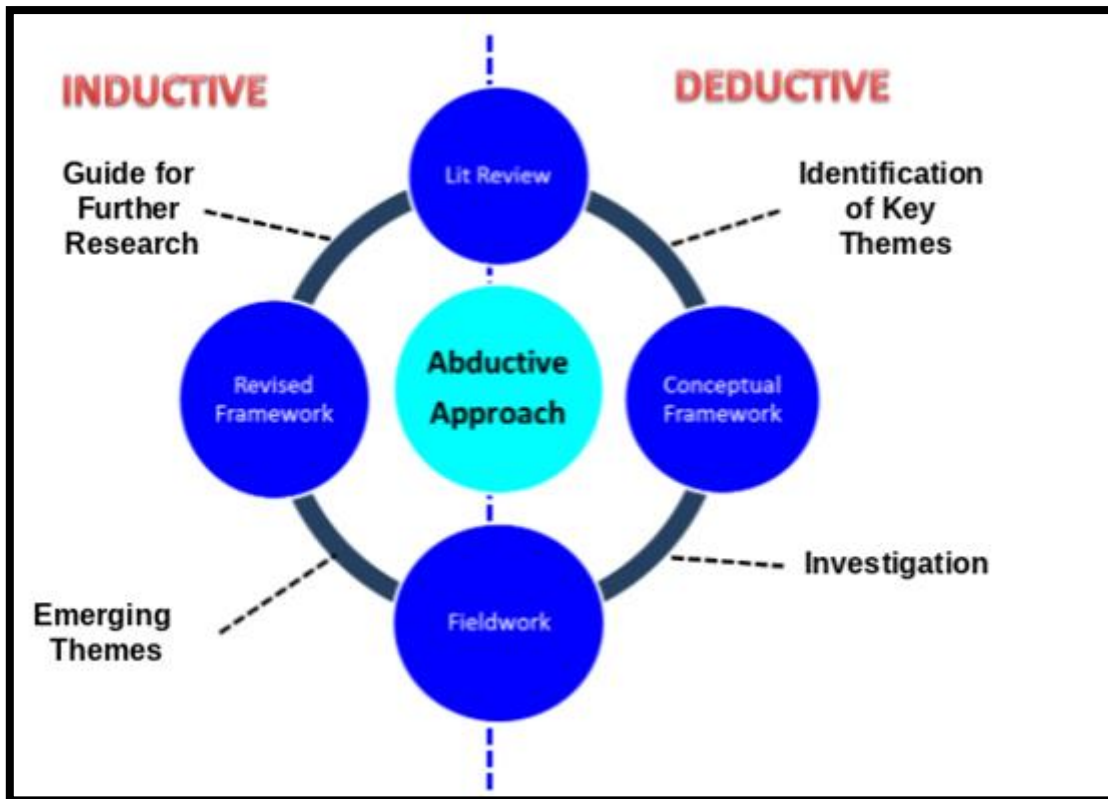 INDUCTIVE
DEDUCTIVE
Guide for
Further
Research
Lit Review
Identification
of Key
Themes
Revised
Framework
Abductive
Approach
Conceptual
Framework
Emerging
Themes
Fieldwork
Investigation